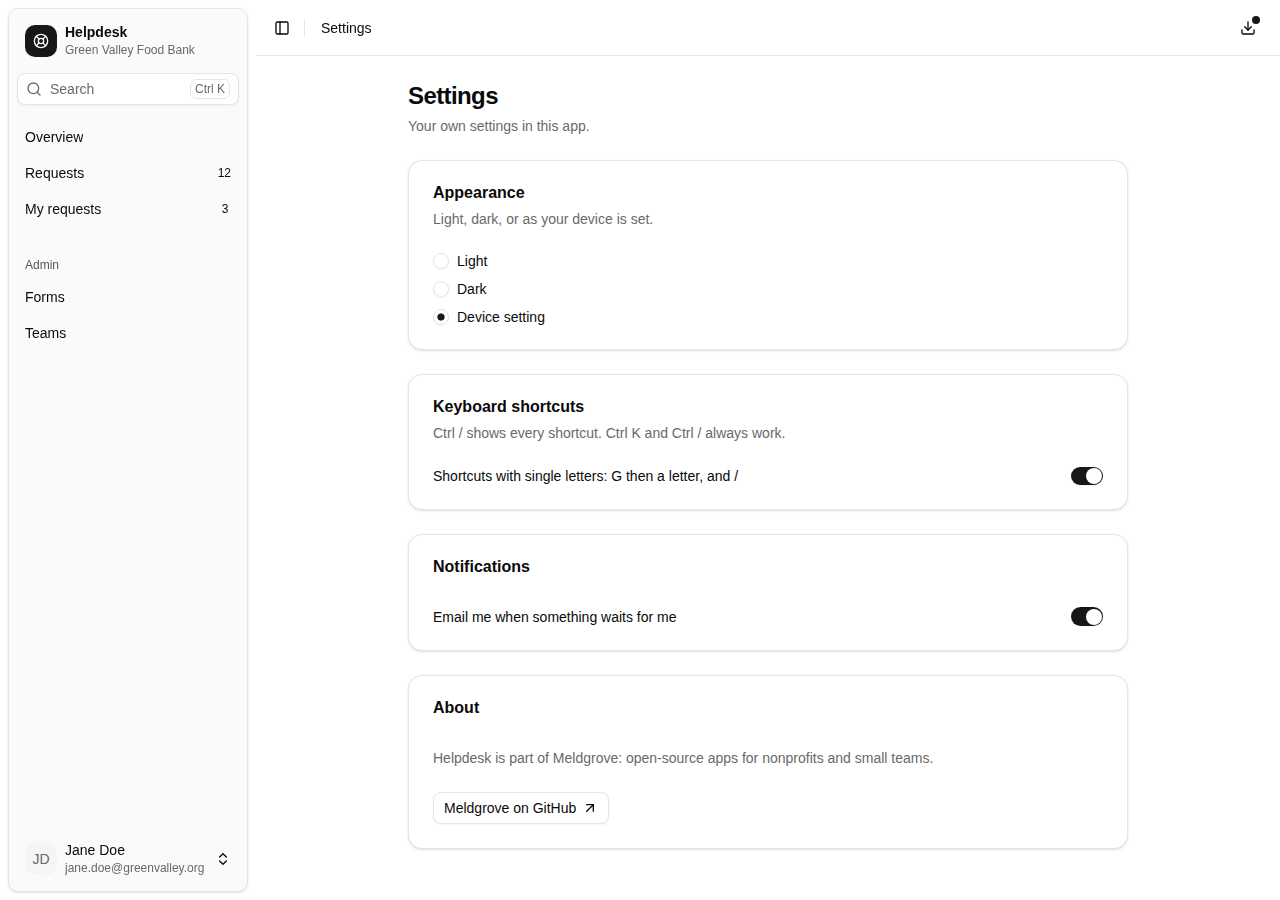 Helpdesk
Green Valley Food Bank
Search Ctrl K
Overview
Requests 12
My requests 3
Admin
Forms
Teams
JD
Jane Doe
jane.doe@greenvalley.org
Settings
Settings
Your own settings in this app.
Appearance
Light, dark, or as your device is set.
Light
Dark
Device setting
Keyboard shortcuts
Ctrl / shows every shortcut. Ctrl K and Ctrl / always work.
Shortcuts with single letters: G then a letter, and /
Notifications
Email me when something waits for me
About
Helpdesk is part of Meldgrove: open-source apps for nonprofits and small teams.
Meldgrove on GitHub